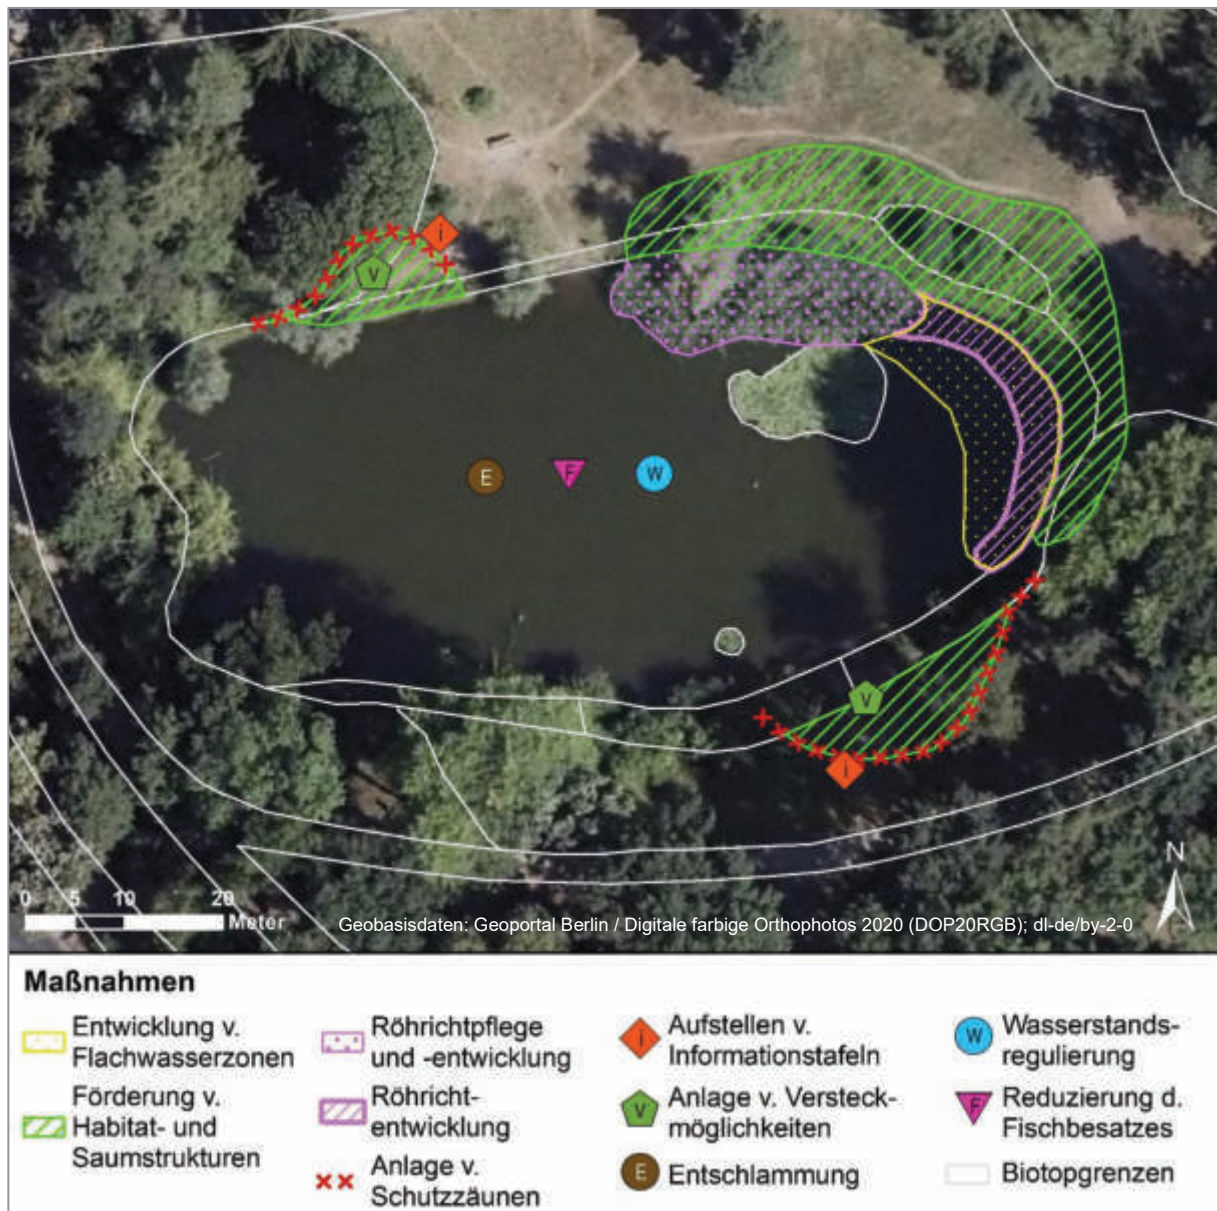 i
V
E
F
W
V
i
N
0 5 10 20
Meter
Geobasisdaten: Geoportal Berlin / Digitale farbige Orthophotos 2020 (DOP20RGB); dl-de/by-2-0
Maßnahmen
Entwicklung v.
Flachwasserzonen
Förderung v.
Habitat- und
Saumstrukturen
Röhrichtpflege
und -entwicklung
Röhricht-
entwicklung
Anlage v.
Schutzzäunen
i
Aufstellen v.
Informationstafeln
V
Anlage v. Versteck-
möglichkeiten
E
Entschlammung
W
Wasserstands-
regulierung
F
Reduzierung d.
Fischbesatzes
Biotopgrenzen